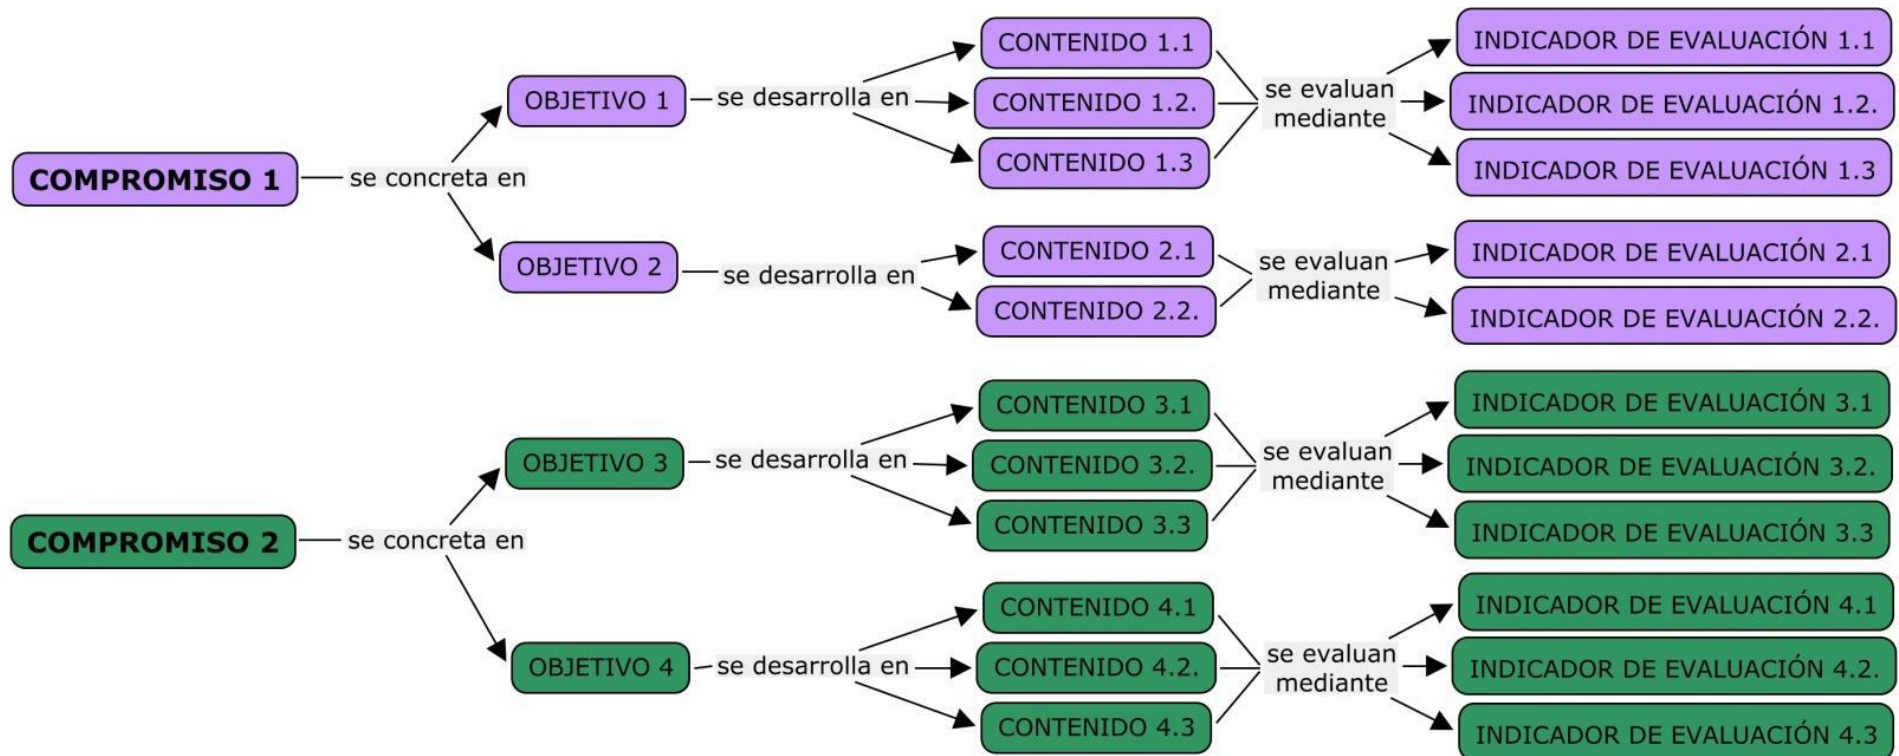 COMPROMISO 1
se concreta en
OBJETIVO 1
se desarrolla en
CONTENIDO 1.1
CONTENIDO 1.2.
CONTENIDO 1.3
se evaluan
mediante
INDICADOR DE EVALUACIÓN 1.1
INDICADOR DE EVALUACIÓN 1.2.
INDICADOR DE EVALUACIÓN 1.3
OBJETIVO 2
se desarrolla en
CONTENIDO 2.1
CONTENIDO 2.2.
se evaluan
mediante
INDICADOR DE EVALUACIÓN 2.1
INDICADOR DE EVALUACIÓN 2.2.
COMPROMISO 2
se concreta en
OBJETIVO 3
se desarrolla en
CONTENIDO 3.1
CONTENIDO 3.2.
CONTENIDO 3.3
se evaluan
mediante
INDICADOR DE EVALUACIÓN 3.1
INDICADOR DE EVALUACIÓN 3.2.
INDICADOR DE EVALUACIÓN 3.3
OBJETIVO 4
se desarrolla en
CONTENIDO 4.1
CONTENIDO 4.2.
CONTENIDO 4.3
se evaluan
mediante
INDICADOR DE EVALUACIÓN 4.1
INDICADOR DE EVALUACIÓN 4.2.
INDICADOR DE EVALUACIÓN 4.3